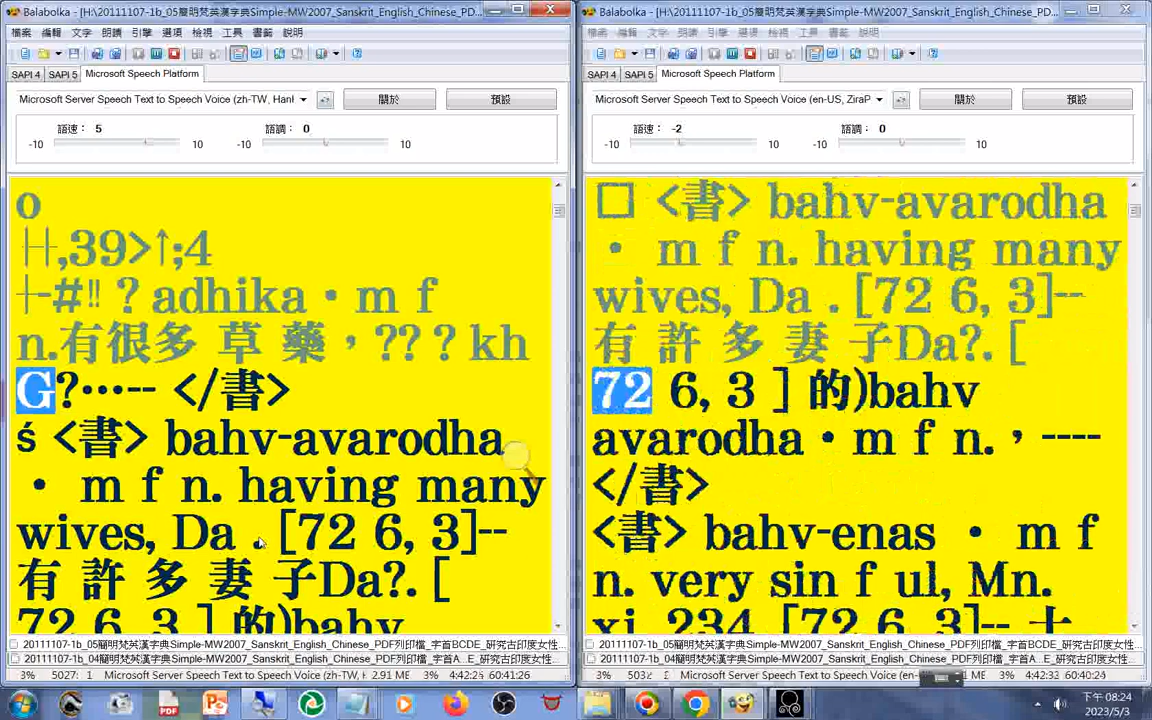 Balabolka - [H:\20111107-1b_05簡明梵英漢字典Simple-MW2007_Sanskrit_English_Chinese_PD...
檔案 編輯 文字 朗讀 引擎 選項 檢視 工具 書籤 說明
SAPI 4 SAPI 5 Microsoft Speech Platform
Microsoft Server Speech Text to Speech Voice (zh-TW, Hanl
關於 預設
語速： 5 語調： 0
-10 10 -10 10
o
├┤,39>↑;4
├-#‼？adhika・m f
n.有很多 草 藥，??？kh
G?…-- </書>
ś <書> bahv-avarodha
・ m f n. having many
wives, Da . [72 6, 3]--
有 許 多 妻 子Da?. [
72 6, 3 ] 的)bahv
20111107-1b_05簡明梵英漢字典Simple-MW2007_Sanskrit_English_Chinese_PDF列印檔_字首BCDE_研究古印度女性...
20111107-1b_04簡明梵英漢字典Simple-MW2007_Sanskrit_English_Chinese_PDF列印檔_字首A...E_研究古印度女性...
3% 5027: 1 Microsoft Server Speech Text to Speech Voice (zh-TW, H 2.91 ME 3% 4:42:26 60:41:26
Balabolka - [H:\20111107-1b_05簡明梵英漢字典Simple-MW2007_Sanskrit_English_Chinese_PD...
檔案 編輯 文字 朗讀 引擎 選項 檢視 工具 書籤 說明
SAPI 4 SAPI 5 Microsoft Speech Platform
Microsoft Server Speech Text to Speech Voice (en-US, ZiraP
關於 預設
語速： -2 語調： 0
-10 10 -10 10
□ <書> bahv-avarodha
・ m f n. having many
wives, Da . [72 6, 3]--
有 許 多 妻 子Da?. [
72 6, 3 ] 的)bahv
avarodha・m f n.，----
</書>
<書> bahv-enas ・ m f
n. very sin f ul, Mn.
xi, 234. [72 6, 3]--
20111107-1b_05簡明梵英漢字典Simple-MW2007_Sanskrit_English_Chinese_PDF列印檔_字首BCDE_研究古印度女性...
20111107-1b_04簡明梵英漢字典Simple-MW2007_Sanskrit_English_Chinese_PDF列印檔_字首A...E_研究古印度女性...
3% Microsoft Server Speech Text to Speech Voice (en-US, ME 3% 4:42:33 60:40:24
下午 08:24
2023/5/3